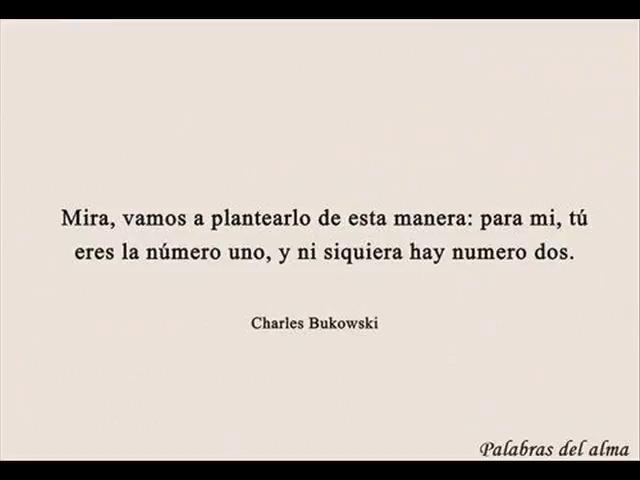 Mira, vamos a plantearlo de esta manera: para mi, tú
eres la número uno, y ni siquiera hay numero dos.
Charles Bukowski
Palabras del alma